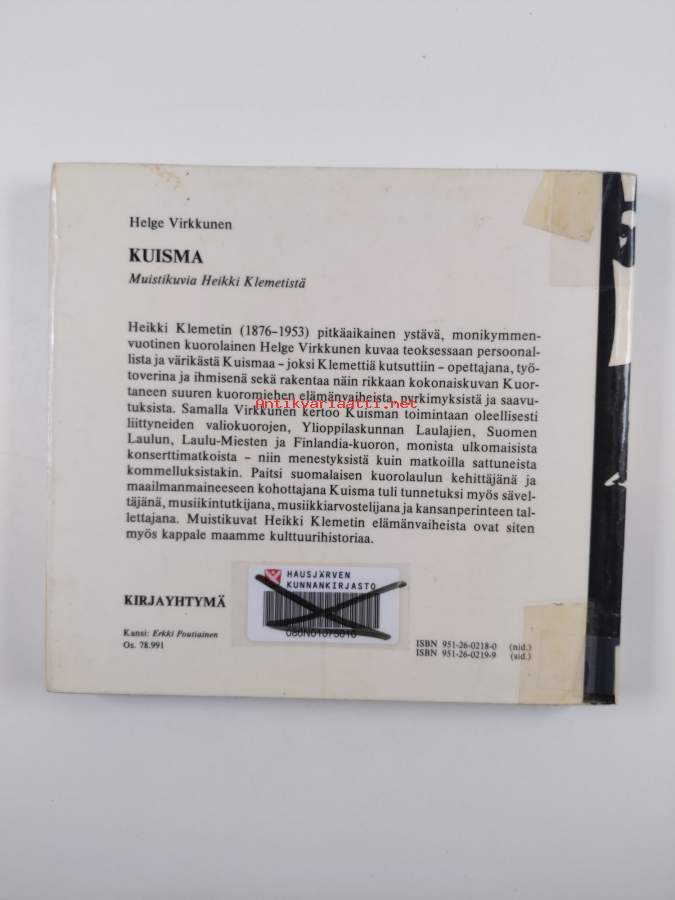 Helge Virkkunen
KUISMA
Muistikuvia Heikki Klemetistä
Heikki Klemetin (1876–1953) pitkäaikainen ystävä, monikymmen-
vuotinen kuorolainen Helge Virkkunen kuvaa teoksessaan persoonal-
lista ja värikästä Kuismaa – joksi Klemettiä kutsuttiin – opettajana, työ-
toverina ja ihmisenä sekä rakentaa näin rikkaan kokonaiskuvan Kuor-
taneen suuren kuoromiehen elämänvaiheista, pyrkimyksistä ja saavu-
tuksista. Samalla Virkkunen kertoo Kuisman toimintaan oleellisesti
liittyneiden valiokuorojen, Ylioppilaskunnan Laulajien, Suomen
Laulun, Laulu-Miesten ja Finlandia-kuoron, monista ulkomaisista
konserttimatkoista – niin menestyksistä kuin matkoilla sattuneista
kommelluksistakin. Paitsi suomalaisen kuorolaulun kehittäjänä ja
maailmanmaineeseen kohottajana Kuisma tuli tunnetuksi myös sävel-
täjänä, musiikintutkijana, musiikkiarvostelijana ja kansanperinteen tal-
lettajana. Muistikuvat Heikki Klemetin elämänvaiheista ovat siten
myös kappale maamme kulttuurihistoriaa.
Antikvariaatti.net
HAUSJÄRVEN
KUNNANKIRJASTO
086N01075010
KIRJAYHTYMÄ
Kansi: Erkki Poutiainen
Os. 78.991
ISBN 951-26-0218-0 (nid.)
ISBN 951-26-0219-9 (sid.)